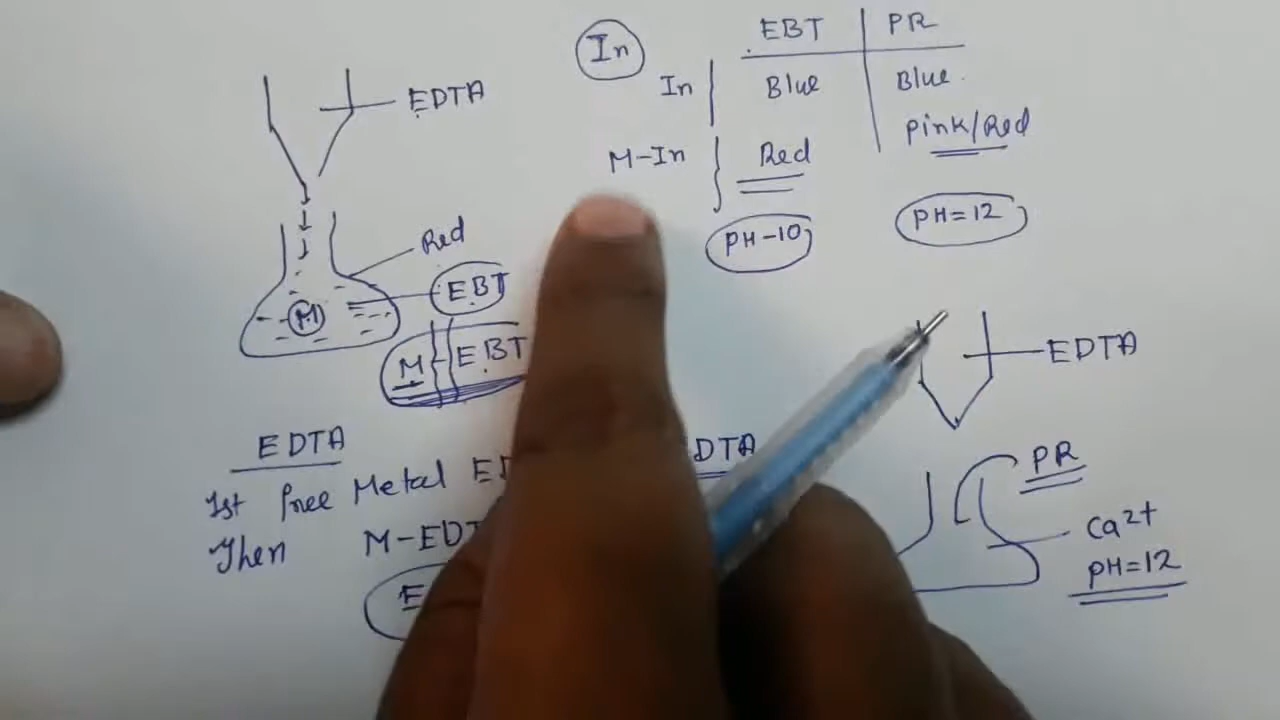 EDTA
Red
EBT
M
M-EBT
EDTA
1st free Metal
Then M-EDT
In
EBT PR
In Blue Blue
M-In Red Pink/Red
PH-10 PH=12
EDTA
DTA
PR
Ca2+
PH=12